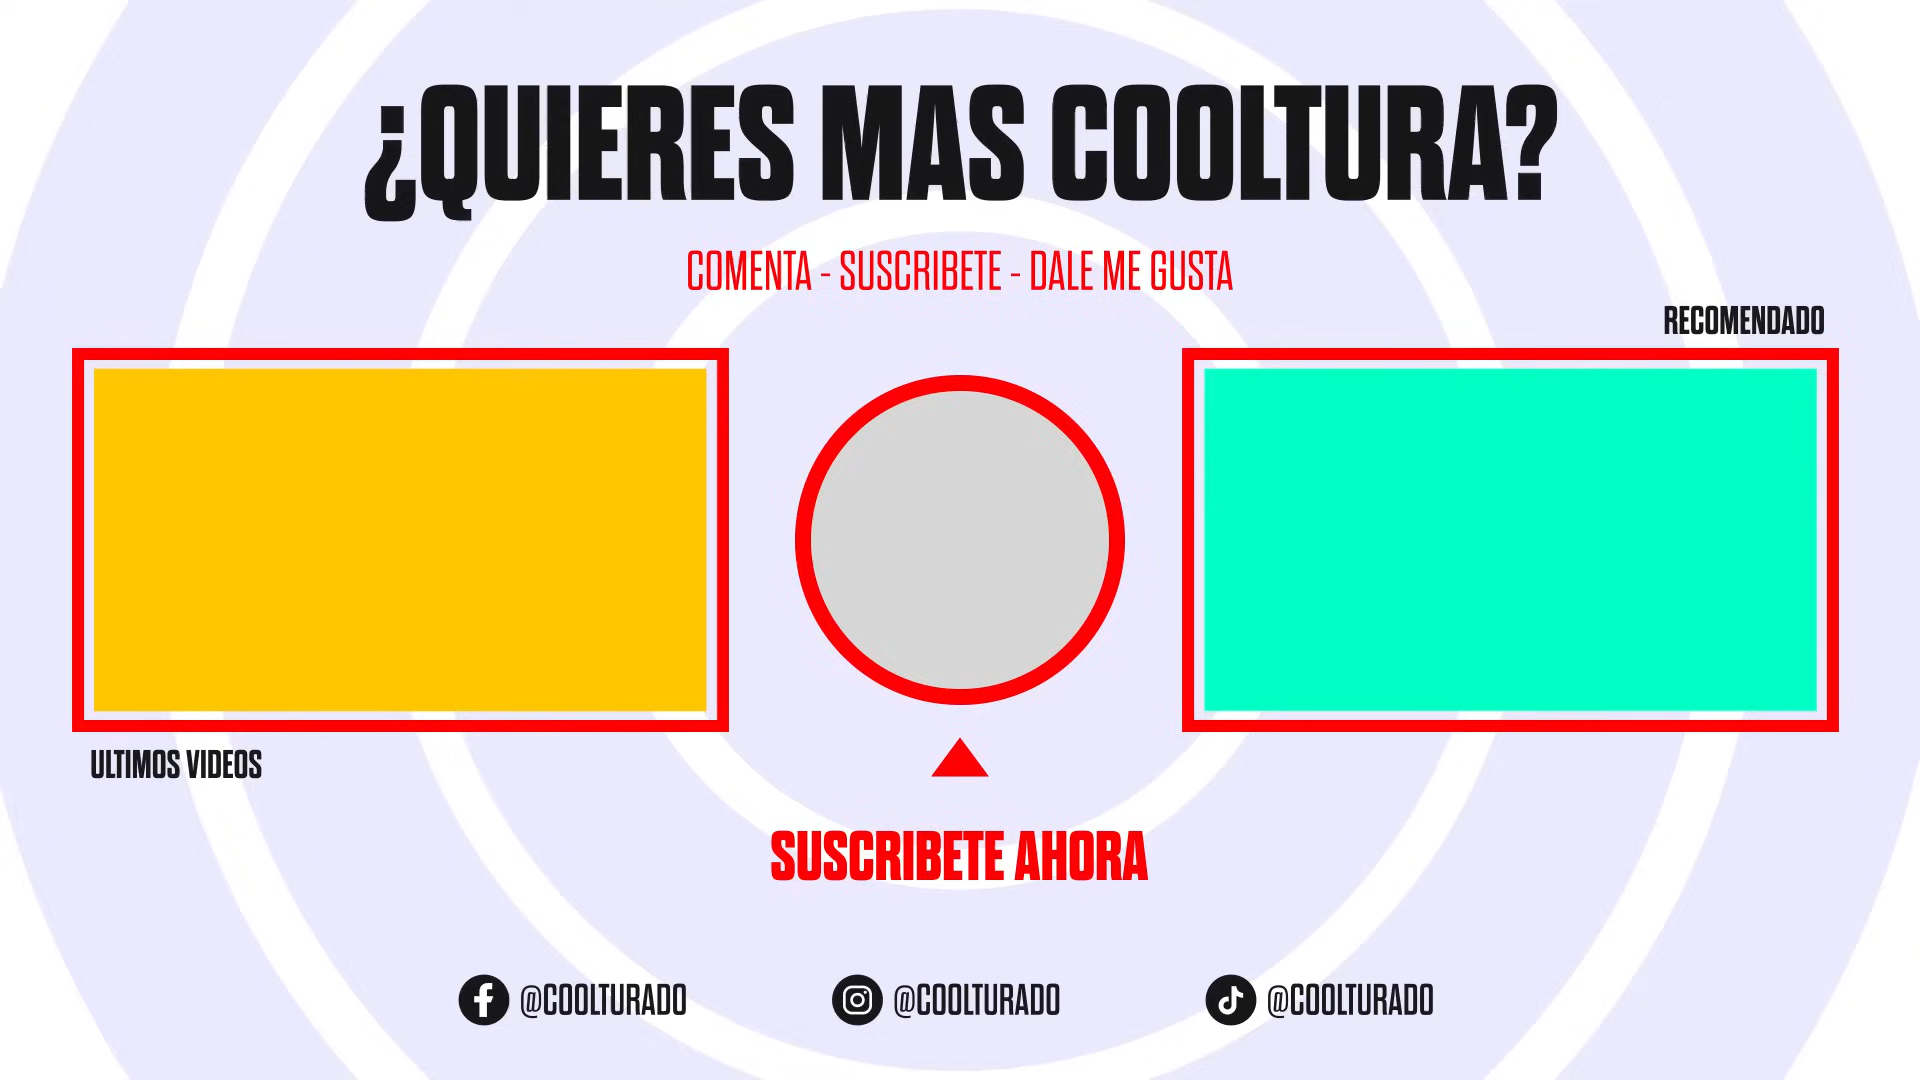 ¿QUIERES MAS COOLTURA?
COMENTA - SUSCRIBETE - DALE ME GUSTA
RECOMENDADO
ULTIMOS VIDEOS
SUSCRIBETE AHORA
@COOLTURADO
@COOLTURADO
@COOLTURADO